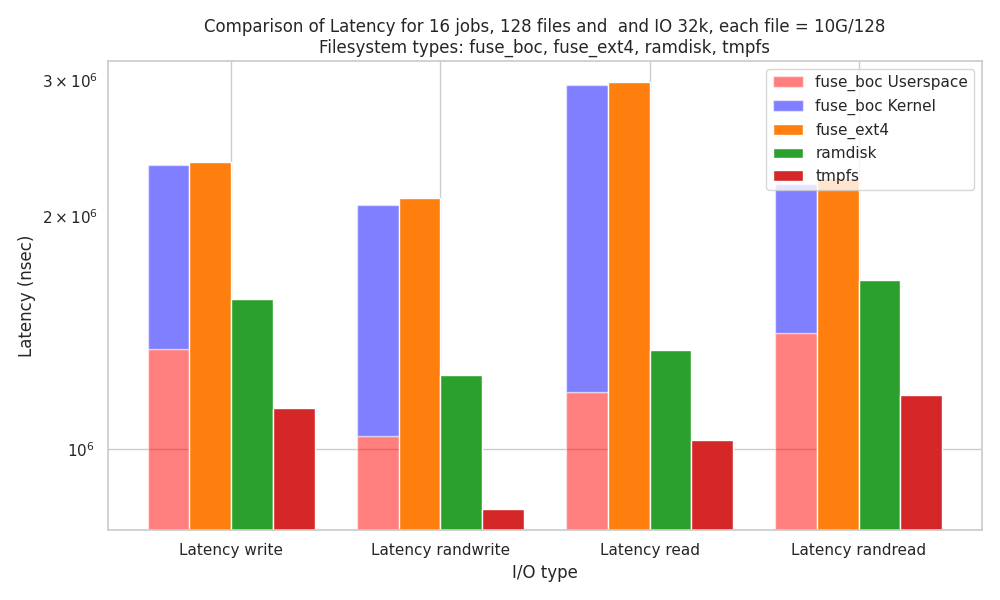 Comparison of Latency for 16 jobs, 128 files and  and IO 32k, each file = 10G/128
Filesystem types: fuse_boc, fuse_ext4, ramdisk, tmpfs
3 × 10⁶
2 × 10⁶
10⁶
Latency (nsec)
fuse_boc Userspace
fuse_boc Kernel
fuse_ext4
ramdisk
tmpfs
Latency write
Latency randwrite
Latency read
Latency randread
I/O type